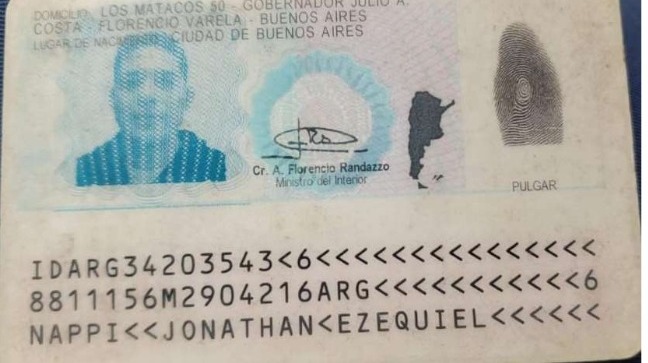 DOMICILIO: LOS MATACOS 50 - GOBERNADOR JULIO A.
COSTA - FLORENCIO VARELA - BUENOS AIRES
LUGAR DE NACIMIENTO: CIUDAD DE BUENOS AIRES
Cr. A. Florencio Randazzo
Ministro del Interior
PULGAR
IDARG34203543<6<<<<<<<<<<<<<<<
8811156M2904216ARG<<<<<<<<<<<6
NAPPI<<JONATHAN<EZEQUIEL<<<<<<